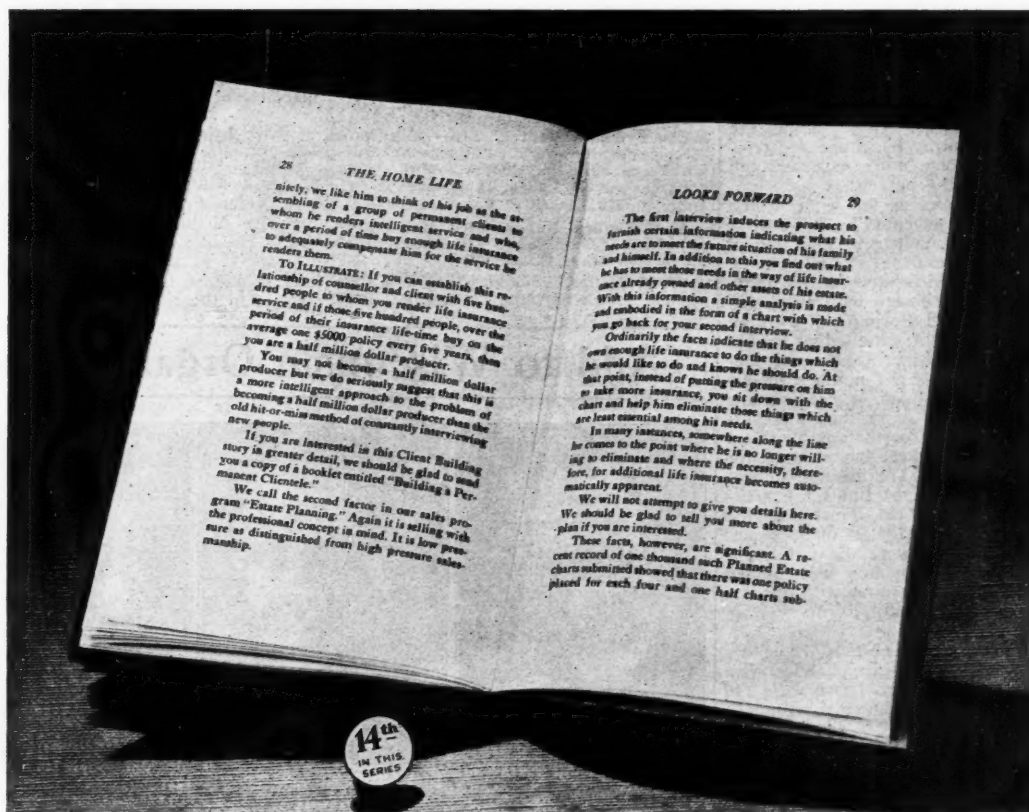 28
THE HOME LIFE
nitely, we like him to think of his job as the as-
sembling of a group of permanent clients to
whom he renders intelligent service and who,
over a period of time buy enough life insurance
to adequately compensate him for the service he
renders them.
TO ILLUSTRATE: If you can establish this re-
lationship of counsellor and client with five hun-
dred people to whom you render life insurance
service and if those five hundred people, over the
period of their insurance life-time buy on the
average one $5000 policy every five years, then
you are a half million dollar producer.
You may not become a half million dollar
producer but we do seriously suggest that this is
a more intelligent approach to the problem of
becoming a half million dollar producer than the
old hit-or-miss method of constantly interviewing
new people.
If you are interested in this Client Building
story in greater detail, we should be glad to send
you a copy of a booklet entitled "Building a Per-
manent Clientele."
We call the second factor in our sales pro-
gram "Estate Planning." Again it is selling with
the professional concept in mind. It is low pres-
sure as distinguished from high pressure sales-
manship.
LOOKS FORWARD
29
The first interview induces the prospect to
furnish certain information indicating what his
needs are to meet the future situation of his family
and himself. In addition to this you find out what
he has to meet those needs in the way of life insur-
ance already owned and other assets of his estate.
With this information a simple analysis is made
and embodied in the form of a chart with which
you go back for your second interview.
Ordinarily the facts indicate that he does not
own enough life insurance to do the things which
he would like to do and knows he should do. At
that point, instead of putting the pressure on him
to take more insurance, you sit down with the
chart and help him eliminate those things which
are least essential among his needs.
In many instances, somewhere along the line
he comes to the point where he is no longer will-
ing to eliminate and where the necessity, there-
fore, for additional life insurance becomes auto-
matically apparent.
We will not attempt to give you details here.
We should be glad to tell you more about the
plan if you are interested.
These facts, however, are significant. A re-
cent record of one thousand such Planned Estate
charts submitted showed that there was one policy
placed for each four and one half charts sub-
14th
IN THIS
SERIES